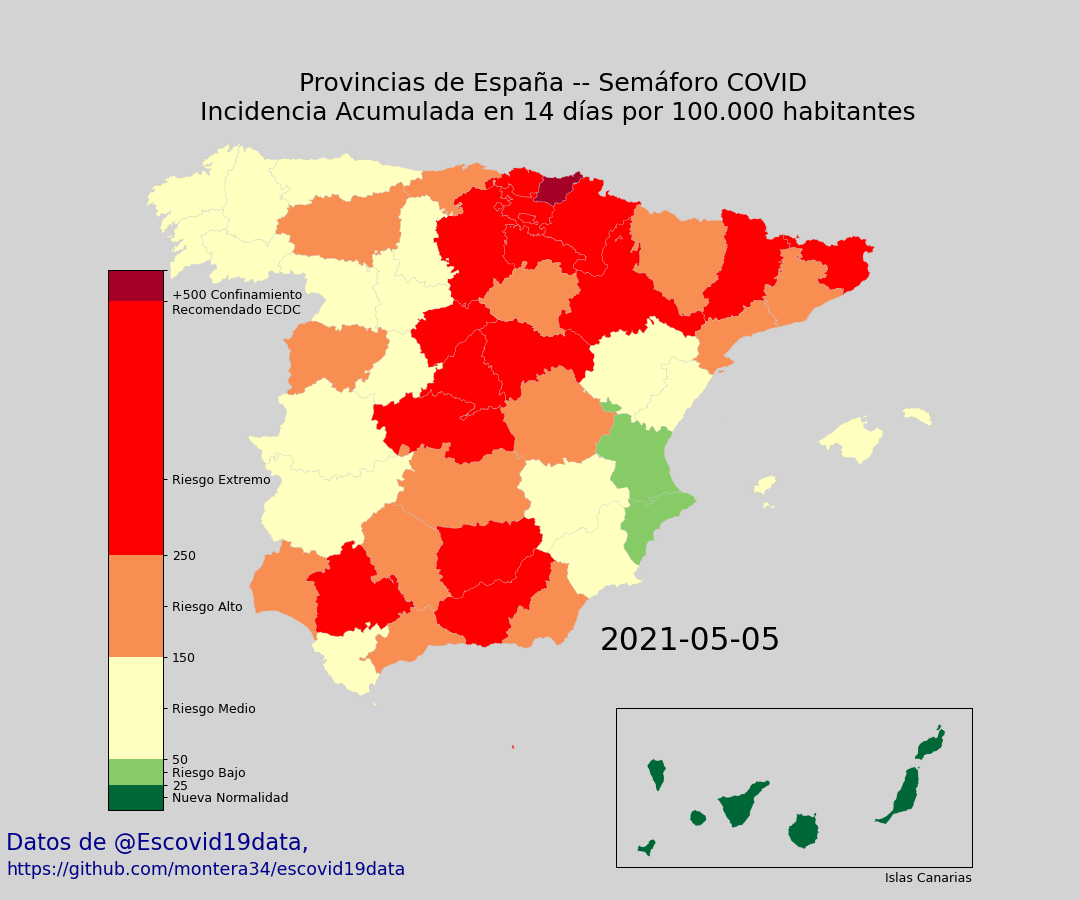 Provincias de España -- Semáforo COVID
Incidencia Acumulada en 14 días por 100.000 habitantes
+500 Confinamiento
Recomendado ECDC
Riesgo Extremo
250
Riesgo Alto
150
Riesgo Medio
50
Riesgo Bajo
25
Nueva Normalidad
2021-05-05
Islas Canarias
Datos de @Escovid19data,
https://github.com/montera34/escovid19data